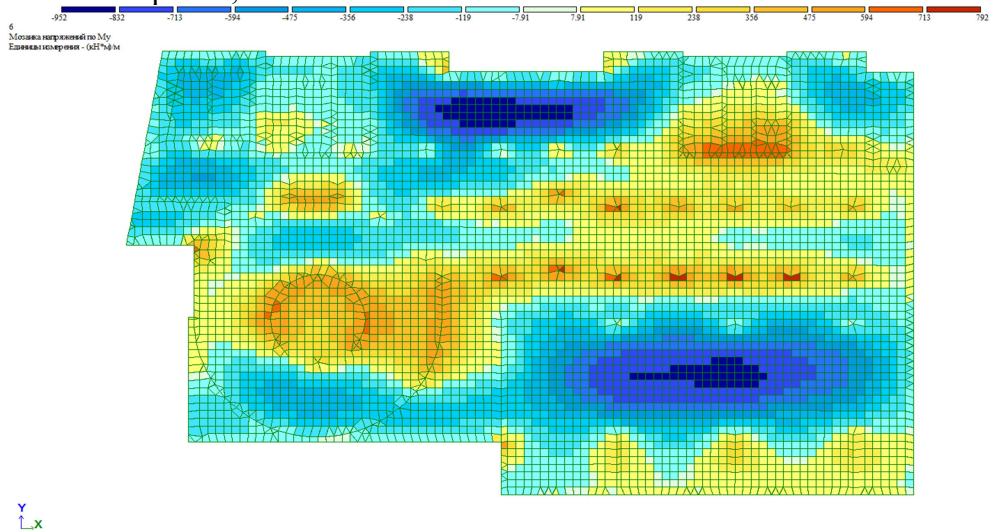 -952 -832 -713 -594 -475 -356 -238 -119 -7.91 7.91 119 238 356 475 594 713 792
6
Мозаика напряжений по Му
Единицы измерения - (кН*м)/м
Y
X